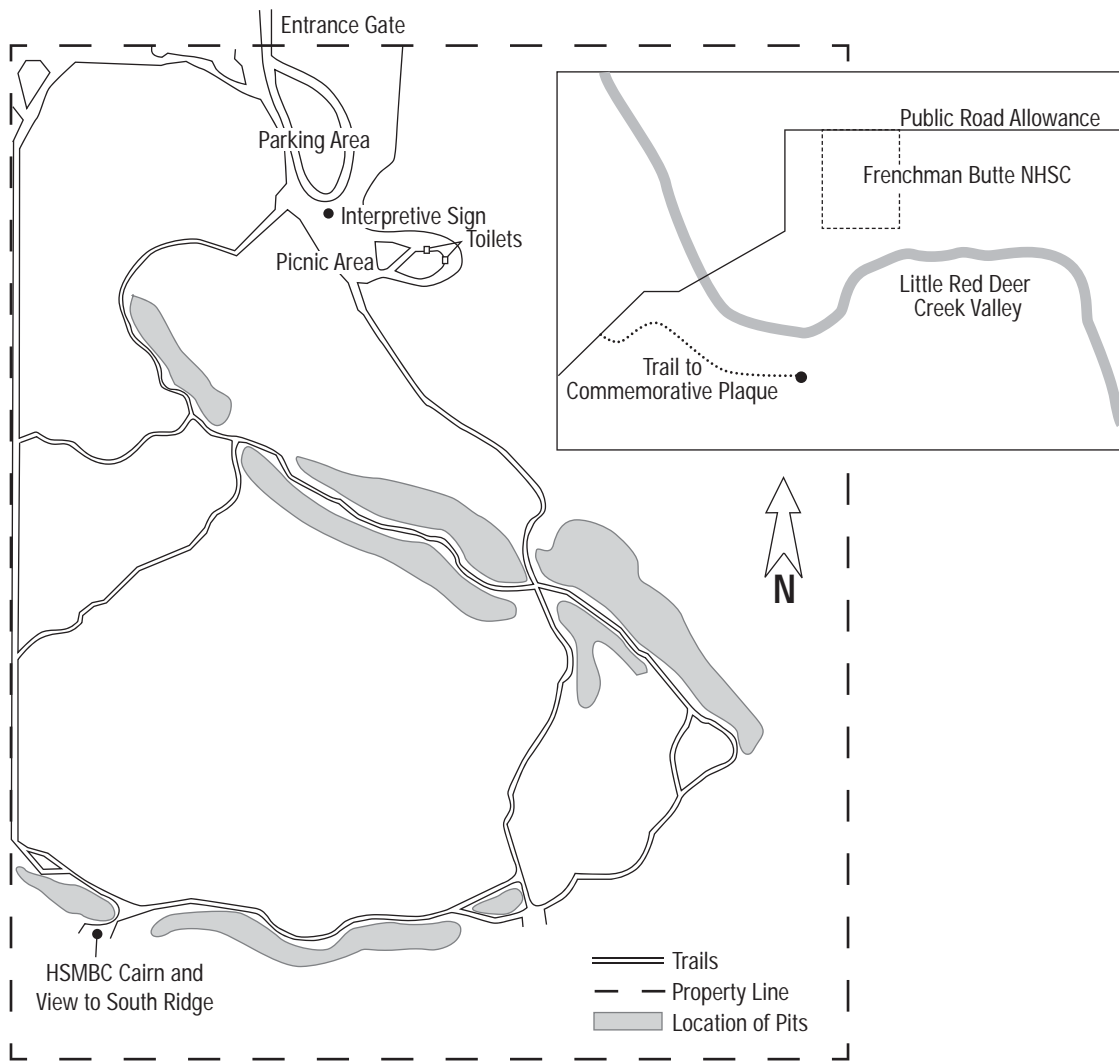 Entrance Gate
Parking Area
Interpretive Sign
Toilets
Picnic Area
Public Road Allowance
Frenchman Butte NHSC
Little Red Deer
Creek Valley
Trail to
Commemorative Plaque
N
HSMBC Cairn and
View to South Ridge
Trails
Property Line
Location of Pits